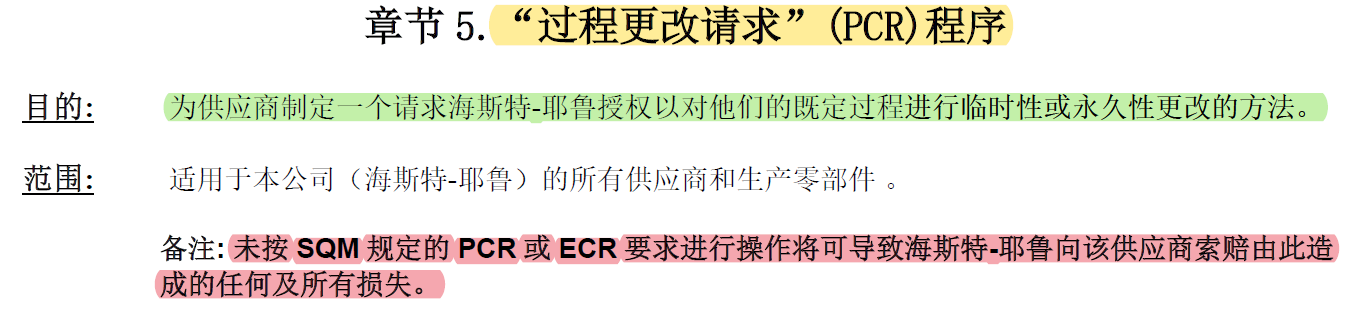 章节 5.“过程更改请求”(PCR)程序
目的: 为供应商制定一个请求海斯特-耶鲁授权以对他们的既定过程进行临时性或永久性更改的方法。
范围: 适用于本公司（海斯特-耶鲁）的所有供应商和生产零部件 。
备注: 未按 SQM 规定的 PCR 或 ECR 要求进行操作将可导致海斯特-耶鲁向该供应商索赔由此造
成的任何及所有损失。